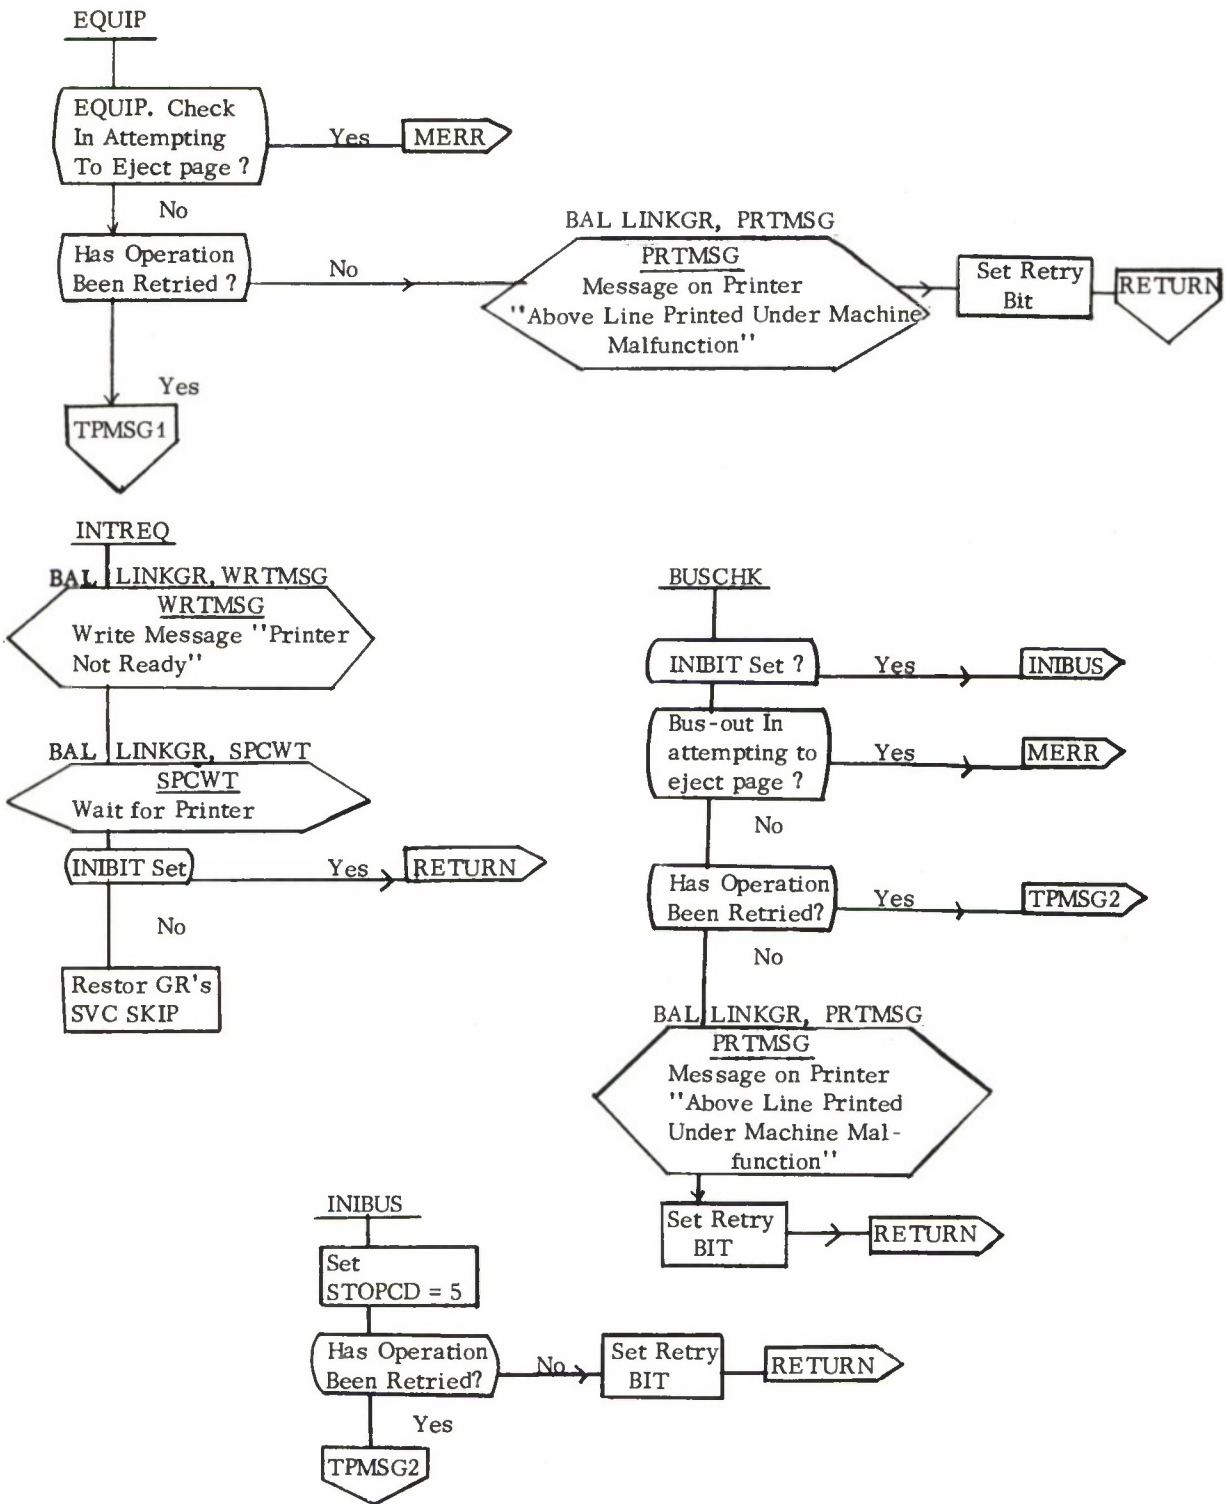 EQUIP
EQUIP. Check
In Attempting
To Eject page ?
Yes
MERR
No
Has Operation
Been Retried ?
No
BAL LINKGR, PRTMSG
PRTMSG
Message on Printer
"Above Line Printed Under Machine
Malfunction"
Set Retry
Bit
RETURN
Yes
TPMSG1
INTREQ
BAL LINKGR, WRTMSG
WRTMSG
Write Message "Printer
Not Ready"
BAL LINKGR, SPCWT
SPCWT
Wait for Printer
INIBIT Set
Yes
RETURN
No
Restor GR's
SVC SKIP
BUSCHK
INIBIT Set ?
Yes
INIBUS
Bus-out In
attempting to
eject page ?
Yes
MERR
No
Has Operation
Been Retried?
Yes
TPMSG2
No
BAL LINKGR, PRTMSG
PRTMSG
Message on Printer
"Above Line Printed
Under Machine Mal-
function"
Set Retry
BIT
RETURN
INIBUS
Set
STOPCD = 5
Has Operation
Been Retried?
No
Set Retry
BIT
RETURN
Yes
TPMSG2